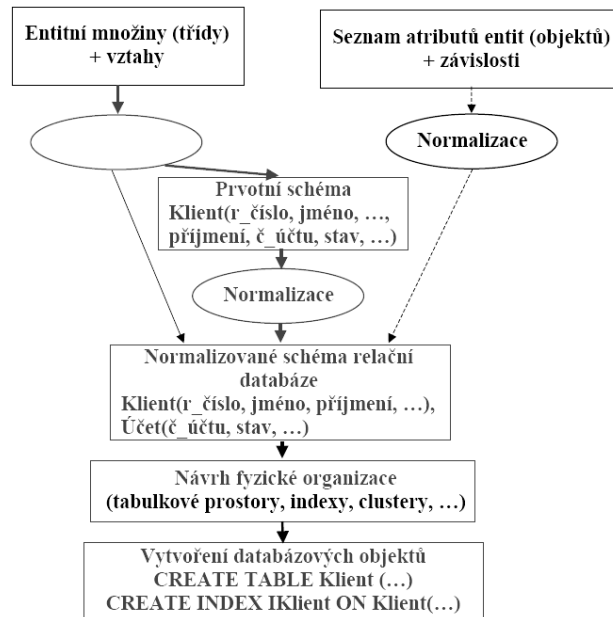 Entitní množiny (třídy)
+ vztahy
Seznam atributů entit (objektů)
+ závislosti
Normalizace
Prvotní schéma
Klient(r_číslo, jméno, …,
příjmení, č_účtu, stav, …)
Normalizace
Normalizované schéma relační
databáze
Klient(r_číslo, jméno, příjmení, …),
Účet(č_účtu, stav, …)
Návrh fyzické organizace
(tabulkové prostory, indexy, clustery, …)
Vytvoření databázových objektů
CREATE TABLE Klient (…)
CREATE INDEX IKlient ON Klient(…)